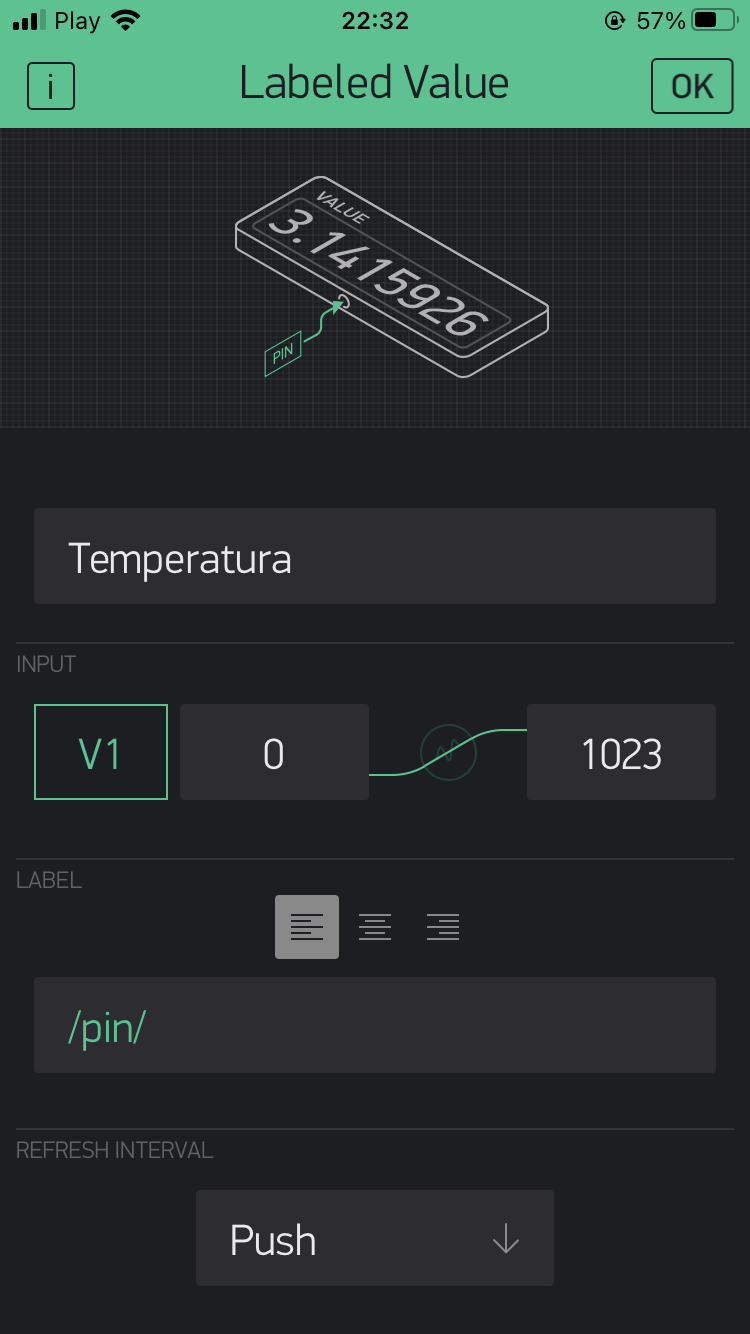 Play 22:32 57%
i Labeled Value OK
VALUE
3.1415926
PIN
Temperatura
INPUT
V1 0 1023
LABEL
/pin/
REFRESH INTERVAL
Push